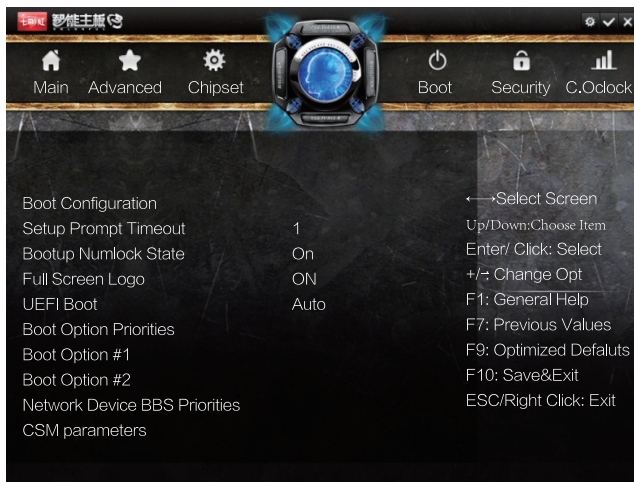 七彩虹 智能主板
COLORFUL
Main Advanced Chipset Boot Security C.Oclock
Boot Configuration
Setup Prompt Timeout 1
Bootup Numlock State On
Full Screen Logo ON
UEFI Boot Auto
Boot Option Priorities
Boot Option #1
Boot Option #2
Network Device BBS Priorities
CSM parameters
←→Select Screen
Up/Down:Choose Item
Enter/ Click: Select
+/-: Change Opt
F1: General Help
F7: Previous Values
F9: Optimized Defaluts
F10: Save&Exit
ESC/Right Click: Exit